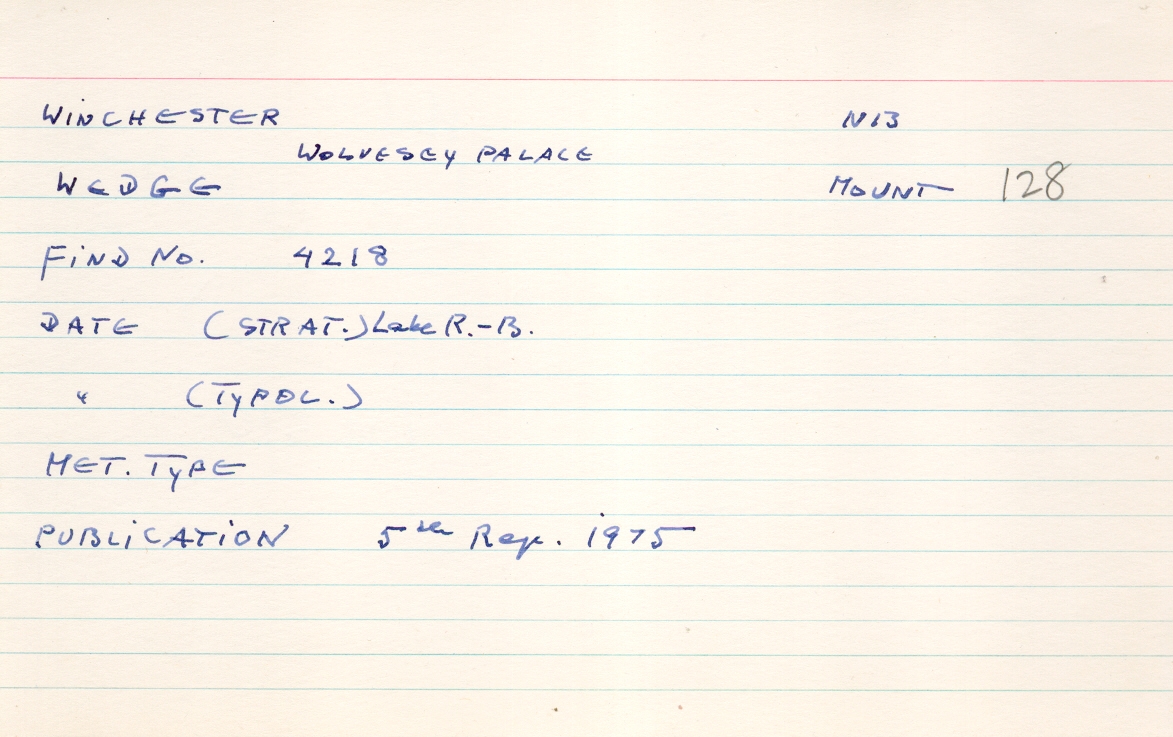 WINCHESTER N13
WOLVESEY PALACE
WEDGE MOUNT 128
FIND No. 4218
DATE (STRAT.) Late R.-B.
" (TYPOL.)
MET. TYPE
PUBLICATION 5th Rep. 1975